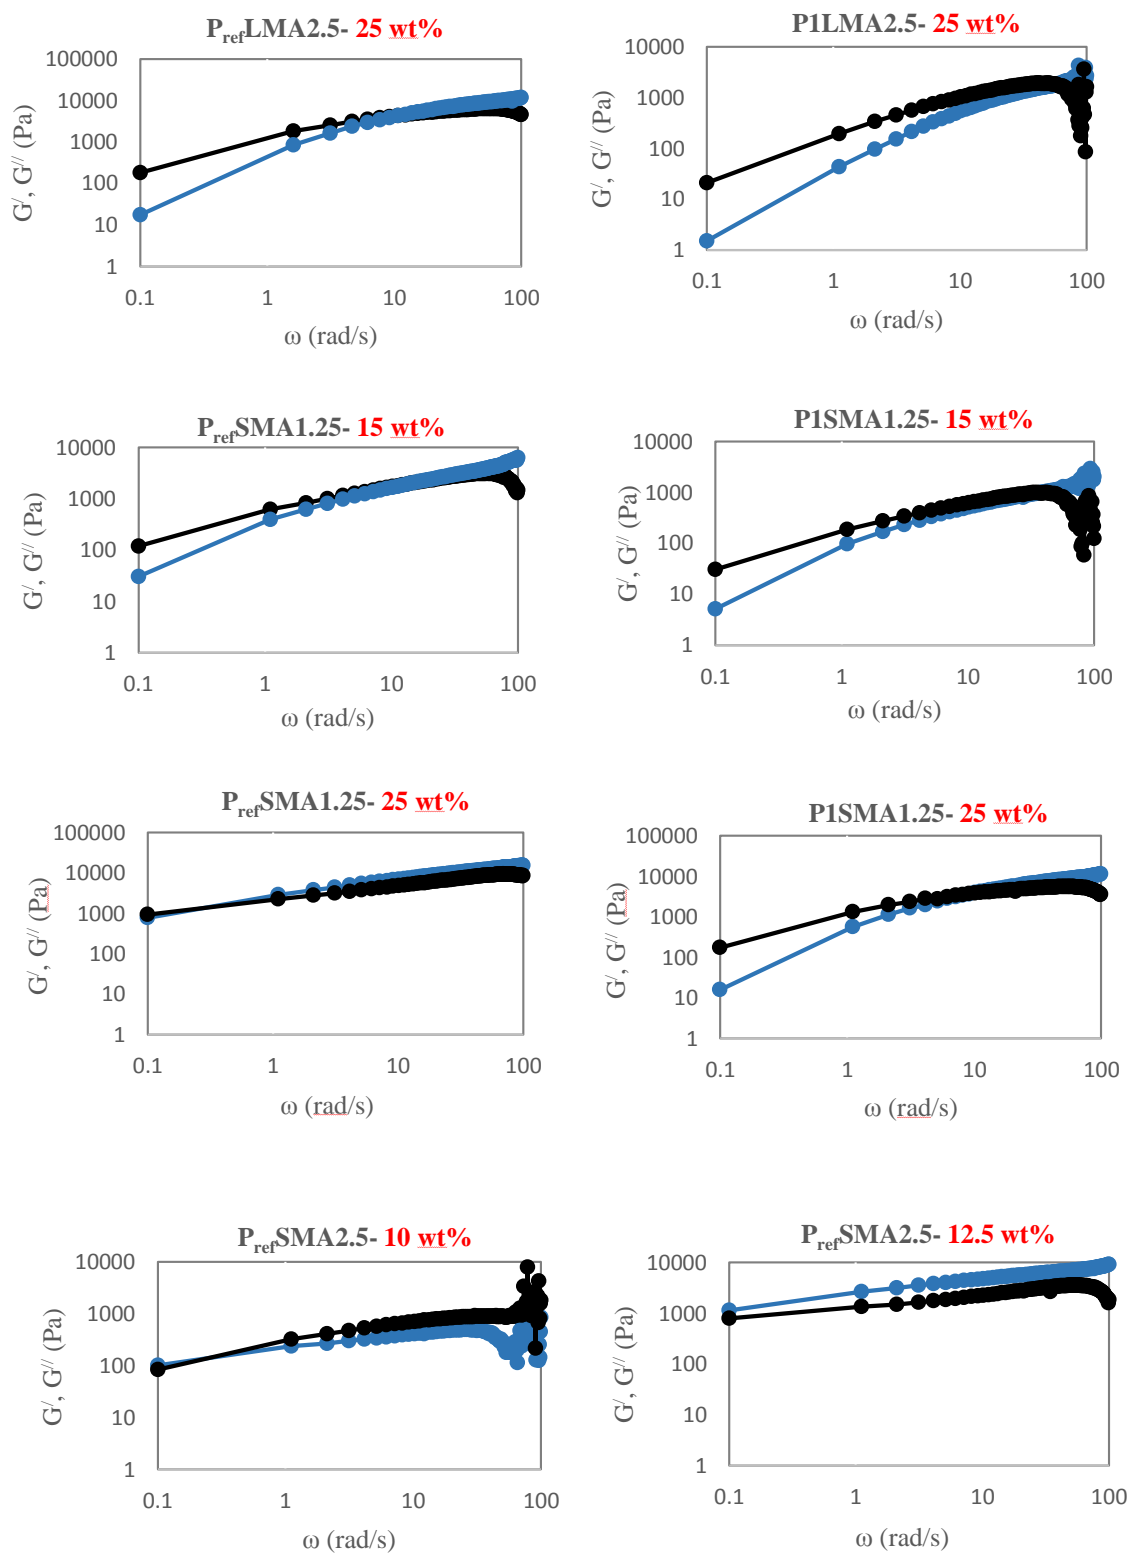 PrefLMA2.5- 25 wt%
G/, G// (Pa)
100000
10000
1000
100
10
1
0.1 1 10 100
ω (rad/s)
P1LMA2.5- 25 wt%
G/, G// (Pa)
10000
1000
100
10
1
0.1 1 10 100
ω (rad/s)
PrefSMA1.25- 15 wt%
G/, G// (Pa)
10000
1000
100
10
1
0.1 1 10 100
ω (rad/s)
P1SMA1.25- 15 wt%
G/, G// (Pa)
10000
1000
100
10
1
0.1 1 10 100
ω (rad/s)
PrefSMA1.25- 25 wt%
G/, G// (Pa)
100000
10000
1000
100
10
1
0.1 1 10 100
ω (rad/s)
P1SMA1.25- 25 wt%
G/, G// (Pa)
100000
10000
1000
100
10
1
0.1 1 10 100
ω (rad/s)
PrefSMA2.5- 10 wt%
G/, G// (Pa)
10000
1000
100
10
1
0.1 1 10 100
ω (rad/s)
PrefSMA2.5- 12.5 wt%
G/, G// (Pa)
10000
1000
100
10
1
0.1 1 10 100
ω (rad/s)